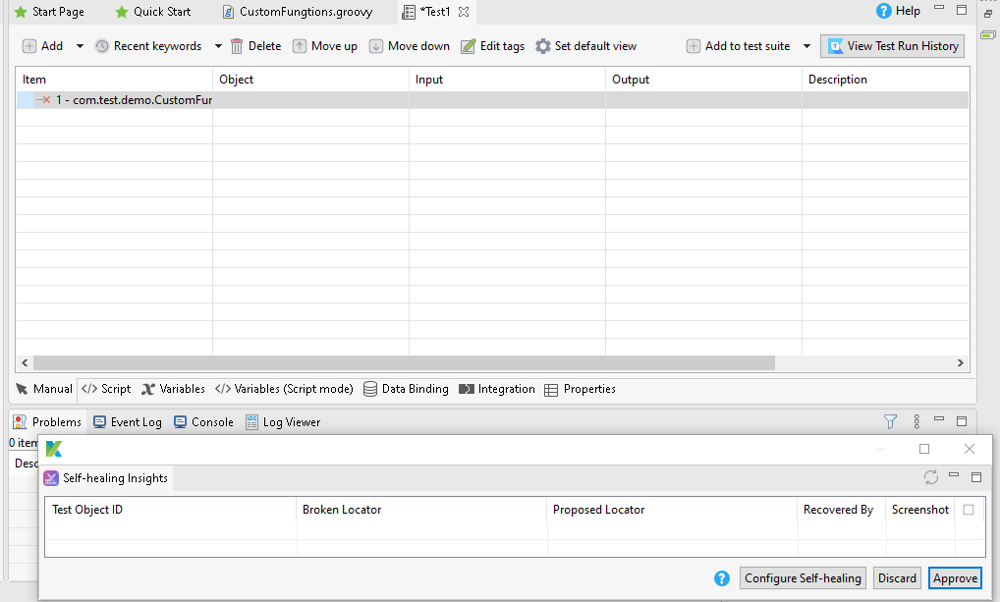 Start Page Quick Start CustomFungtions.groovy *Test1 Help
Add Recent keywords Delete Move up Move down Edit tags Set default view Add to test suite View Test Run History
Item Object Input Output Description
1 - com.test.demo.CustomFur
Manual </> Script Variables </> Variables (Script mode) Data Binding Integration Properties
Problems Event Log Console Log Viewer
0 item
Desc
Self-healing Insights
Test Object ID Broken Locator Proposed Locator Recovered By Screenshot
Configure Self-healing Discard Approve